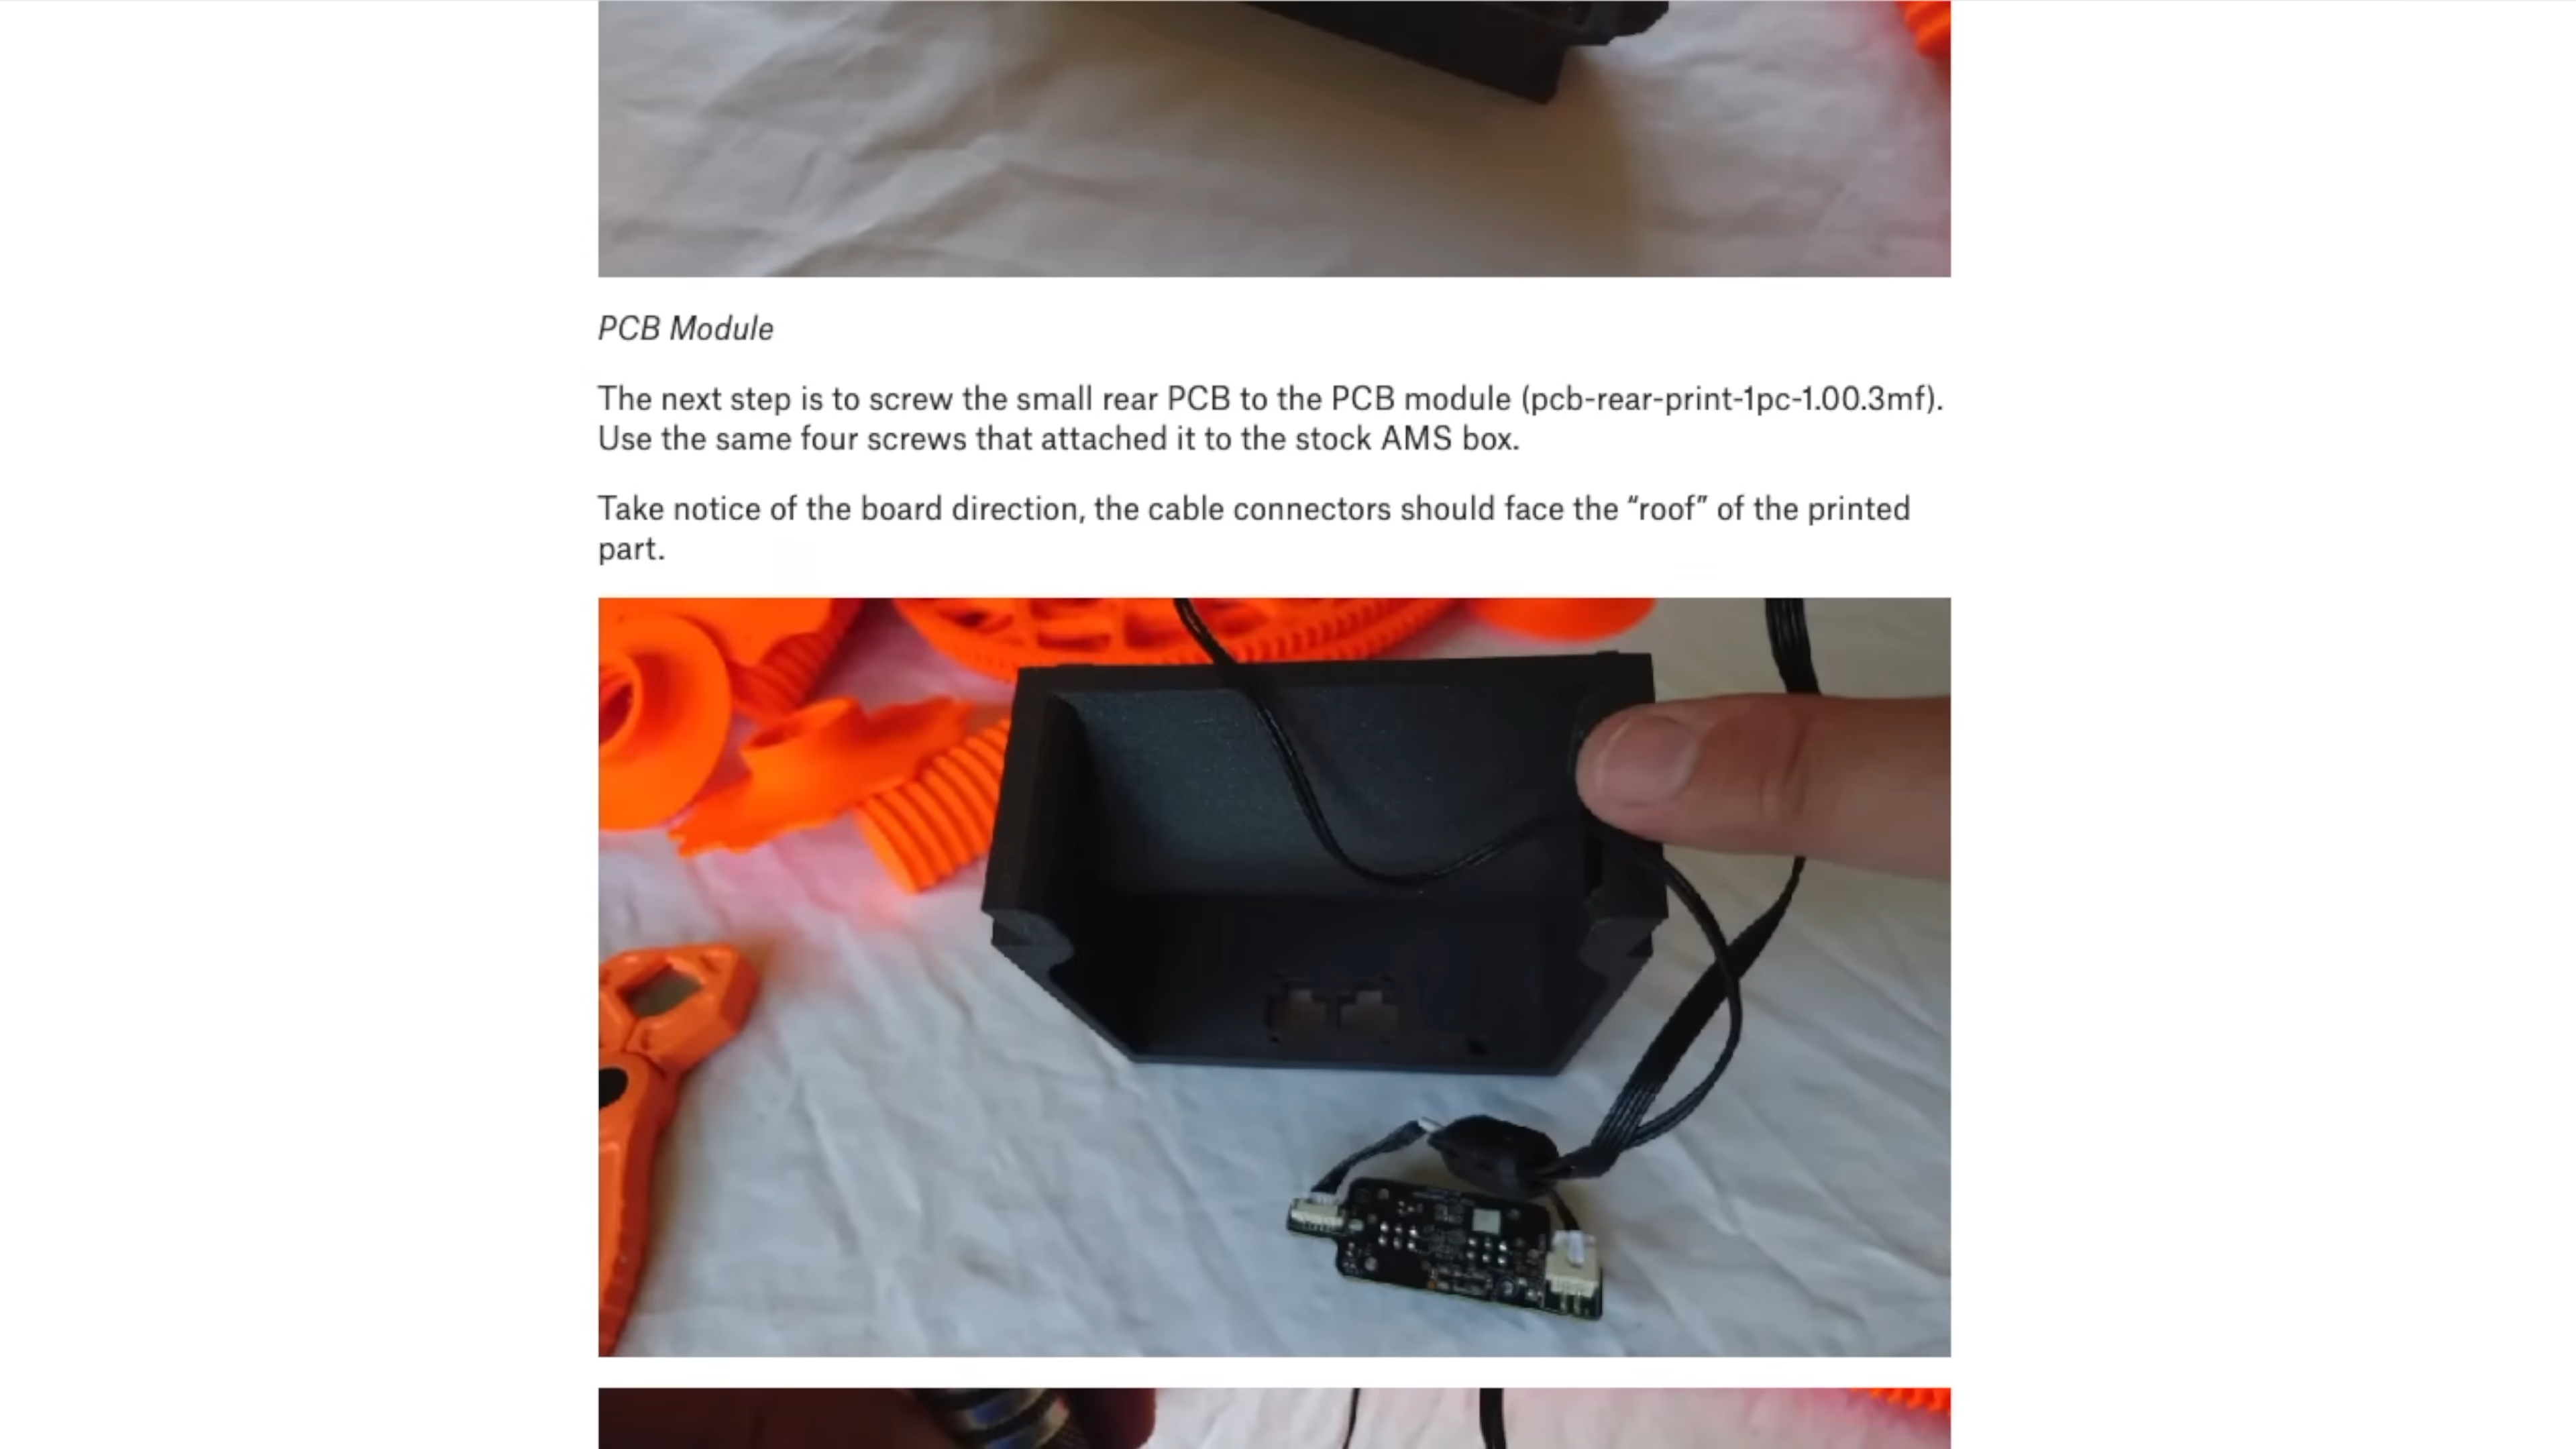 PCB Module
The next step is to screw the small rear PCB to the PCB module (pcb-rear-print-1pc-1.00.3mf).
Use the same four screws that attached it to the stock AMS box.
Take notice of the board direction, the cable connectors should face the “roof” of the printed
part.